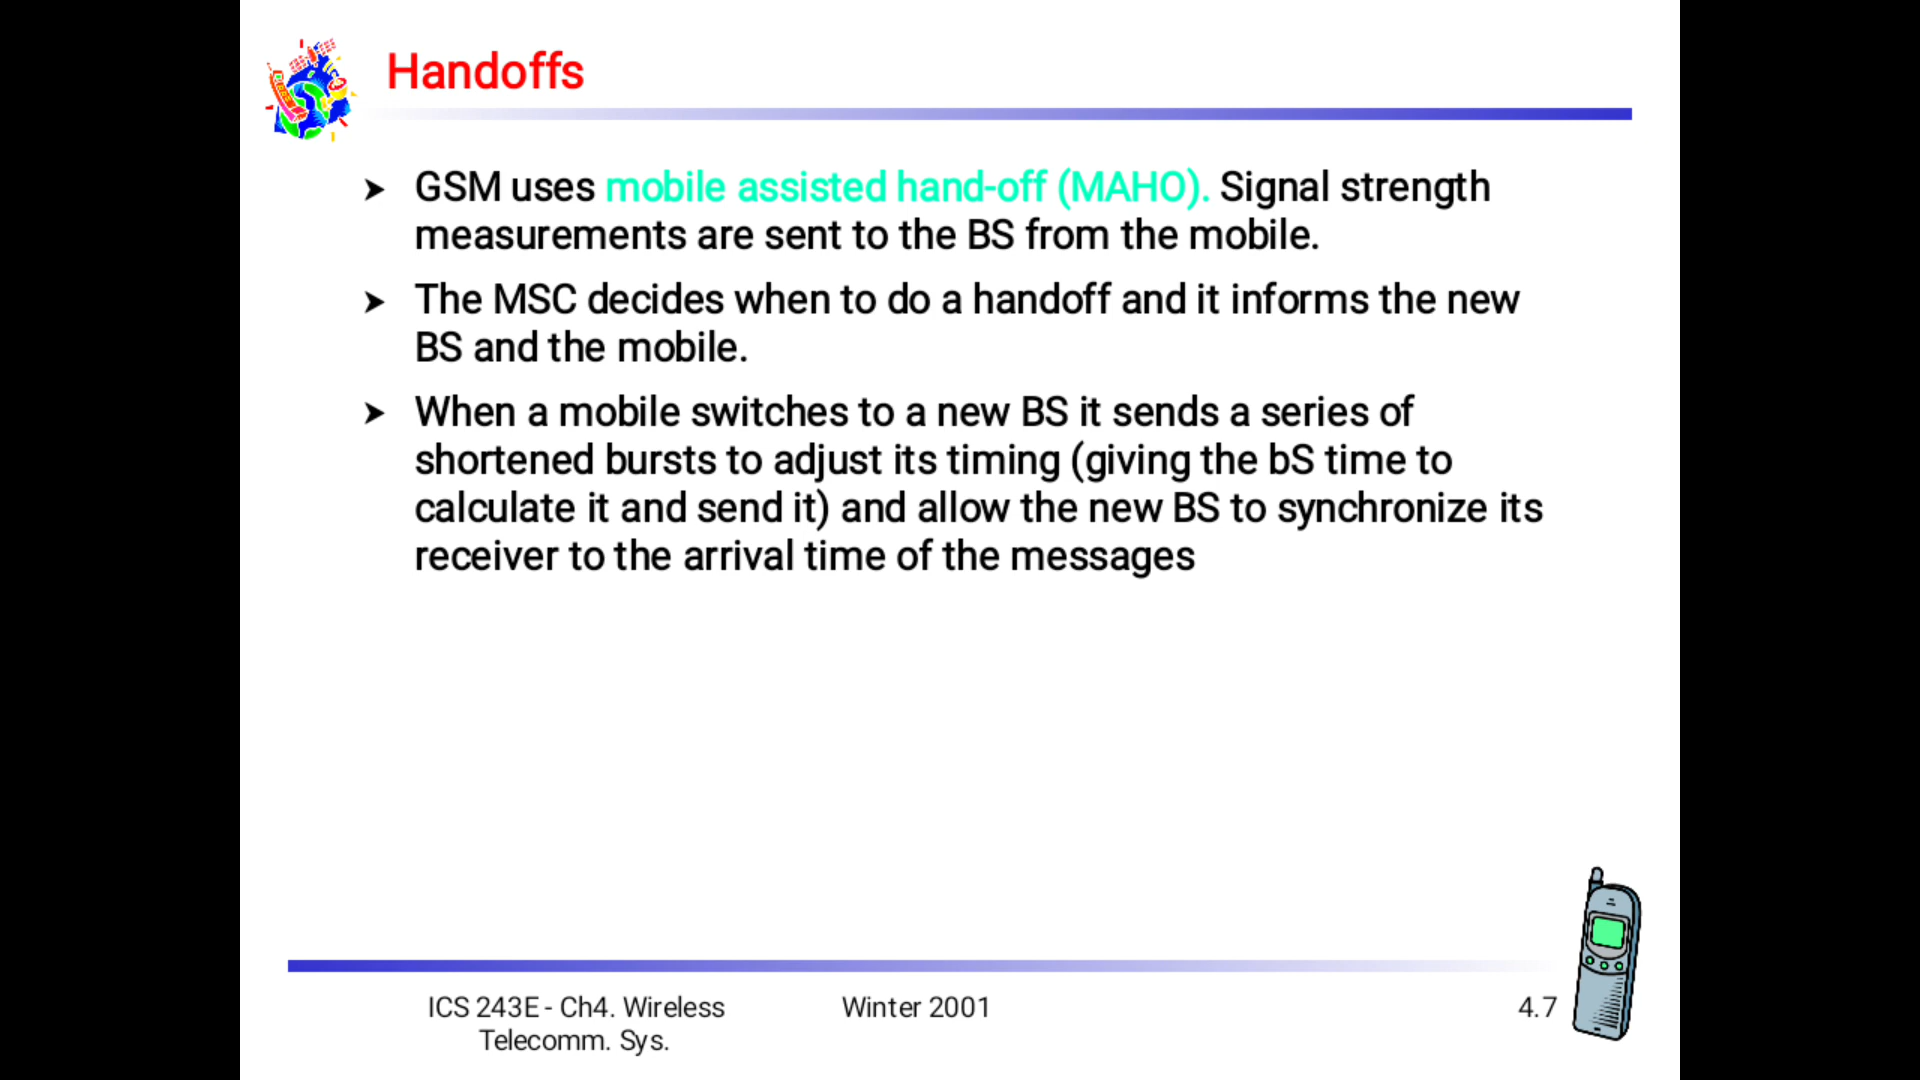 Handoffs
➤ GSM uses mobile assisted hand-off (MAHO). Signal strength
measurements are sent to the BS from the mobile.
➤ The MSC decides when to do a handoff and it informs the new
BS and the mobile.
➤ When a mobile switches to a new BS it sends a series of
shortened bursts to adjust its timing (giving the bS time to
calculate it and send it) and allow the new BS to synchronize its
receiver to the arrival time of the messages
ICS 243E - Ch4. Wireless
Telecomm. Sys.
Winter 2001
4.7